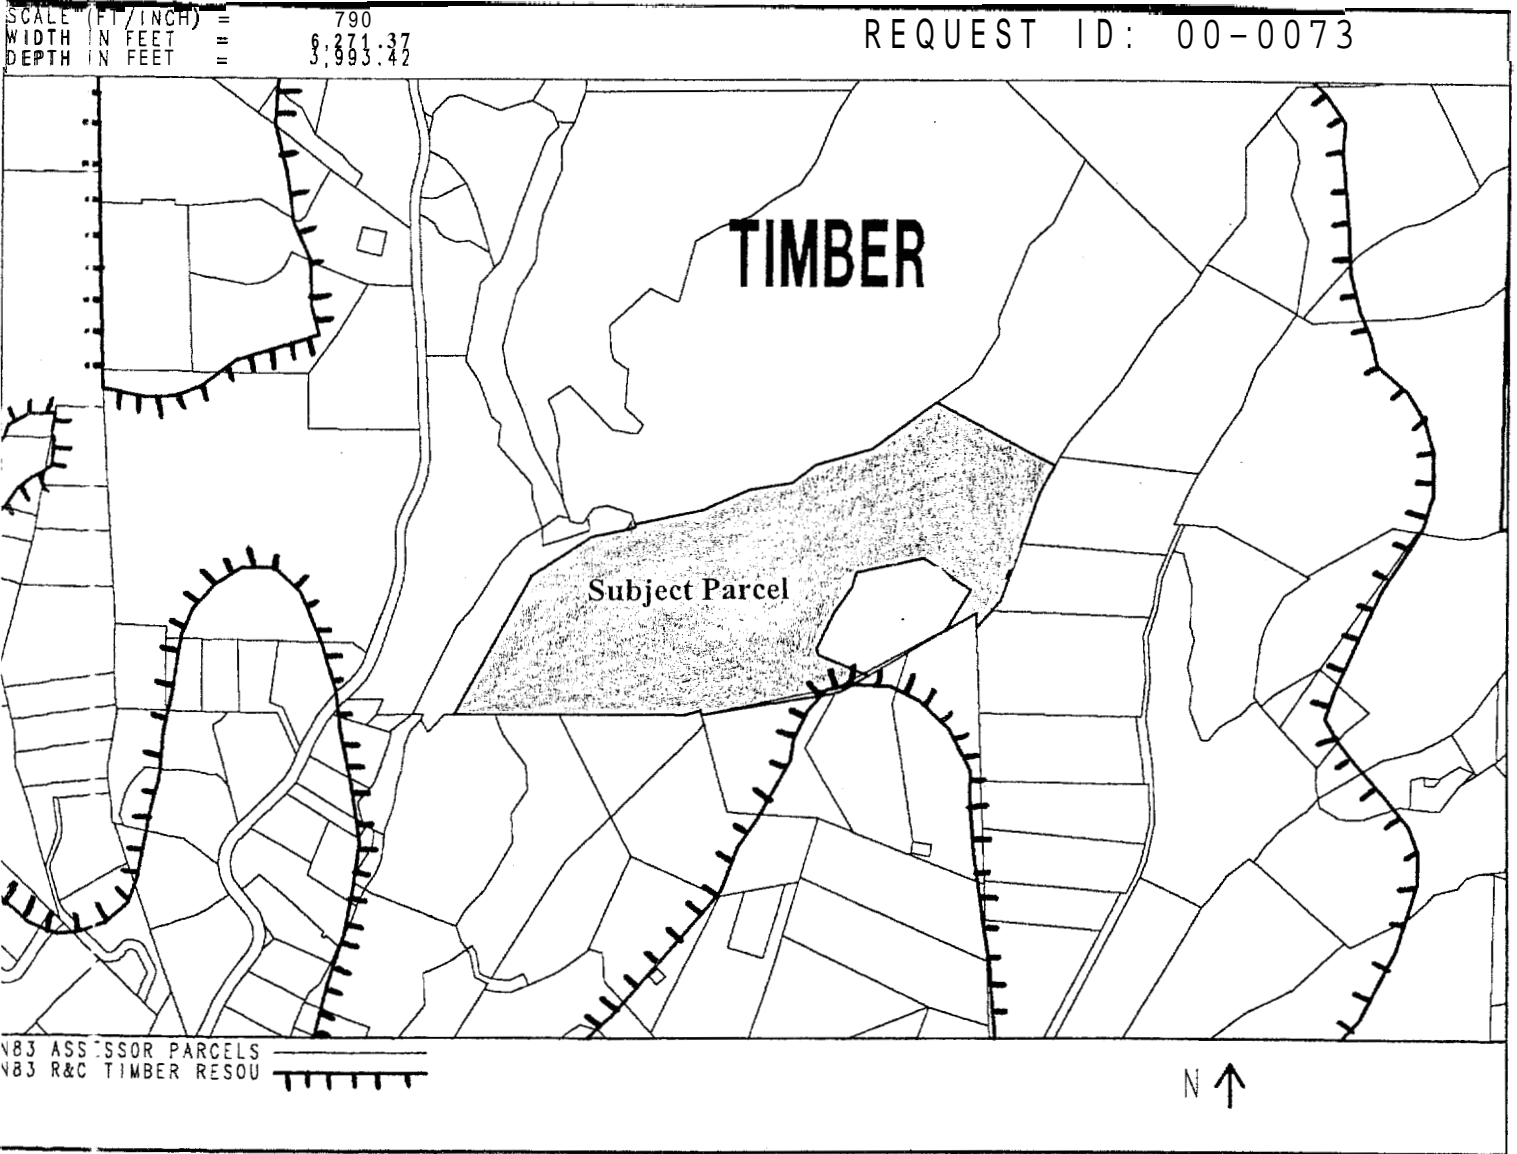 SCALE (FT/INCH) = 790
WIDTH IN FEET = 6,271.37
DEPTH IN FEET = 3,993.42
REQUEST ID: 00-0073
TIMBER
Subject Parcel
N83 ASSESSOR PARCELS
N83 R&C TIMBER RESOU
N